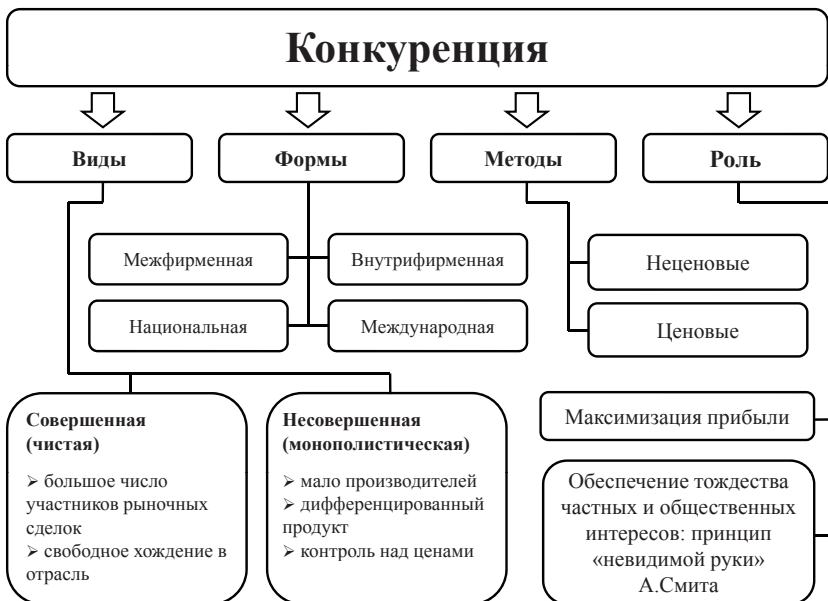 Конкуренция
Виды
Формы
Методы
Роль
Межфирменная
Внутрифирменная
Национальная
Международная
Неценовые
Ценовые
Совершенная
(чистая)
➢ большое число
участников рыночных
сделок
➢ свободное хождение в
отрасль
Несовершенная
(монополистическая)
➢ мало производителей
➢ дифференцированный
продукт
➢ контроль над ценами
Максимизация прибыли
Обеспечение тождества
частных и общественных
интересов: принцип
«невидимой руки»
А.Смита